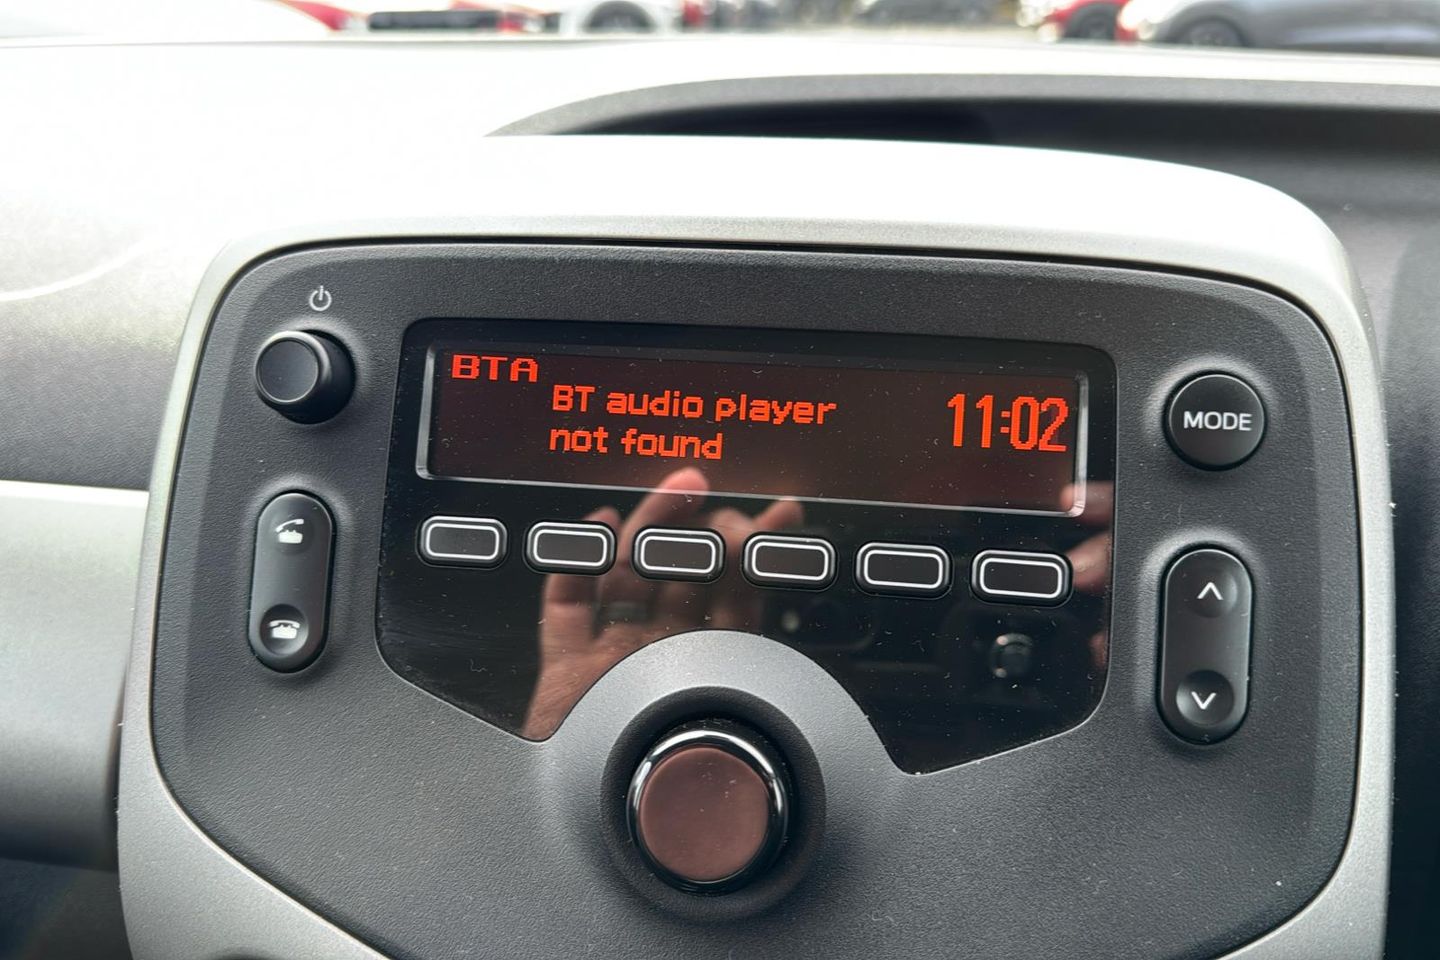 BTA
BT audio player
not found
11:02
MODE